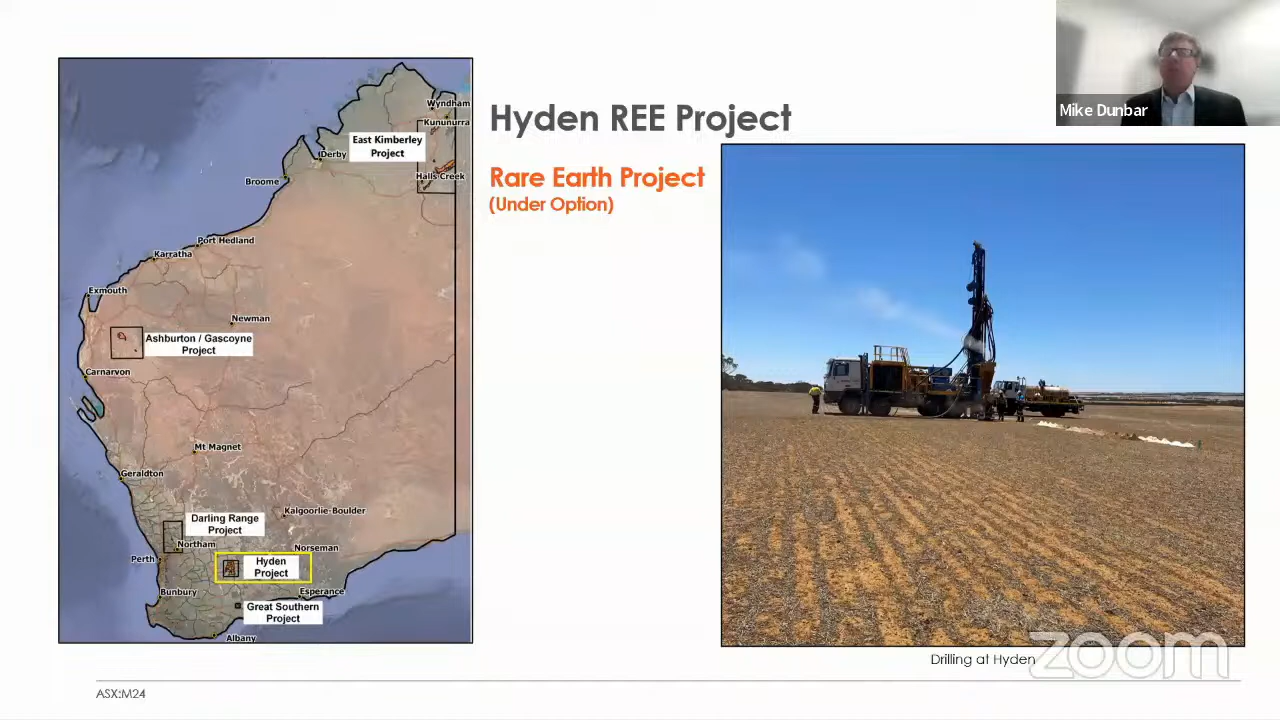 Mike Dunbar
Hyden REE Project
Rare Earth Project
(Under Option)
Wyndham
Kununurra
East Kimberley
Project
Derby
Halls Creek
Broome
Port Hedland
Karratha
Exmouth
Newman
Ashburton / Gascoyne
Project
Carnarvon
Mt Magnet
Geraldton
Kalgoorlie-Boulder
Darling Range
Project
Northam
Norseman
Perth
Hyden
Project
Bunbury
Esperance
Great Southern
Project
Albany
Drilling at Hyden
zoom
ASX:M24